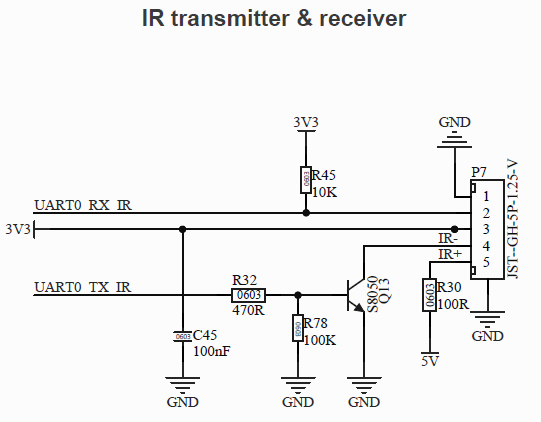 IR transmitter & receiver
3V3
GND
0603
R45
10K
P7
UART0_RX_IR
3V3
1
2
3
4
5
IR-
IR+
JST--GH-5P-1.25-V
UART0_TX_IR
R32
0603
470R
S8050
Q13
0603
R30
100R
0603
C45
100nF
0603
R78
100K
5V
GND
GND
GND
GND